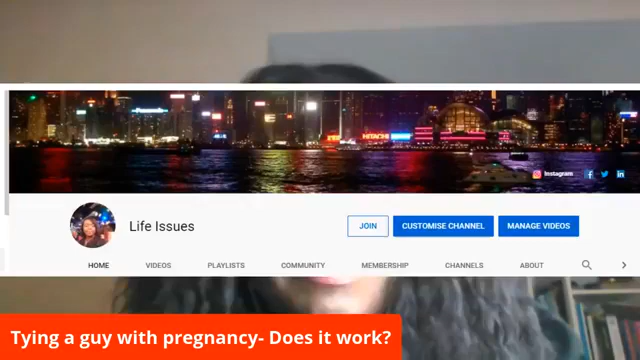 HITACHI
Instagram
Life Issues
JOIN
CUSTOMISE CHANNEL
MANAGE VIDEOS
HOME
VIDEOS
PLAYLISTS
COMMUNITY
MEMBERSHIP
CHANNELS
ABOUT
Tying a guy with pregnancy- Does it work?